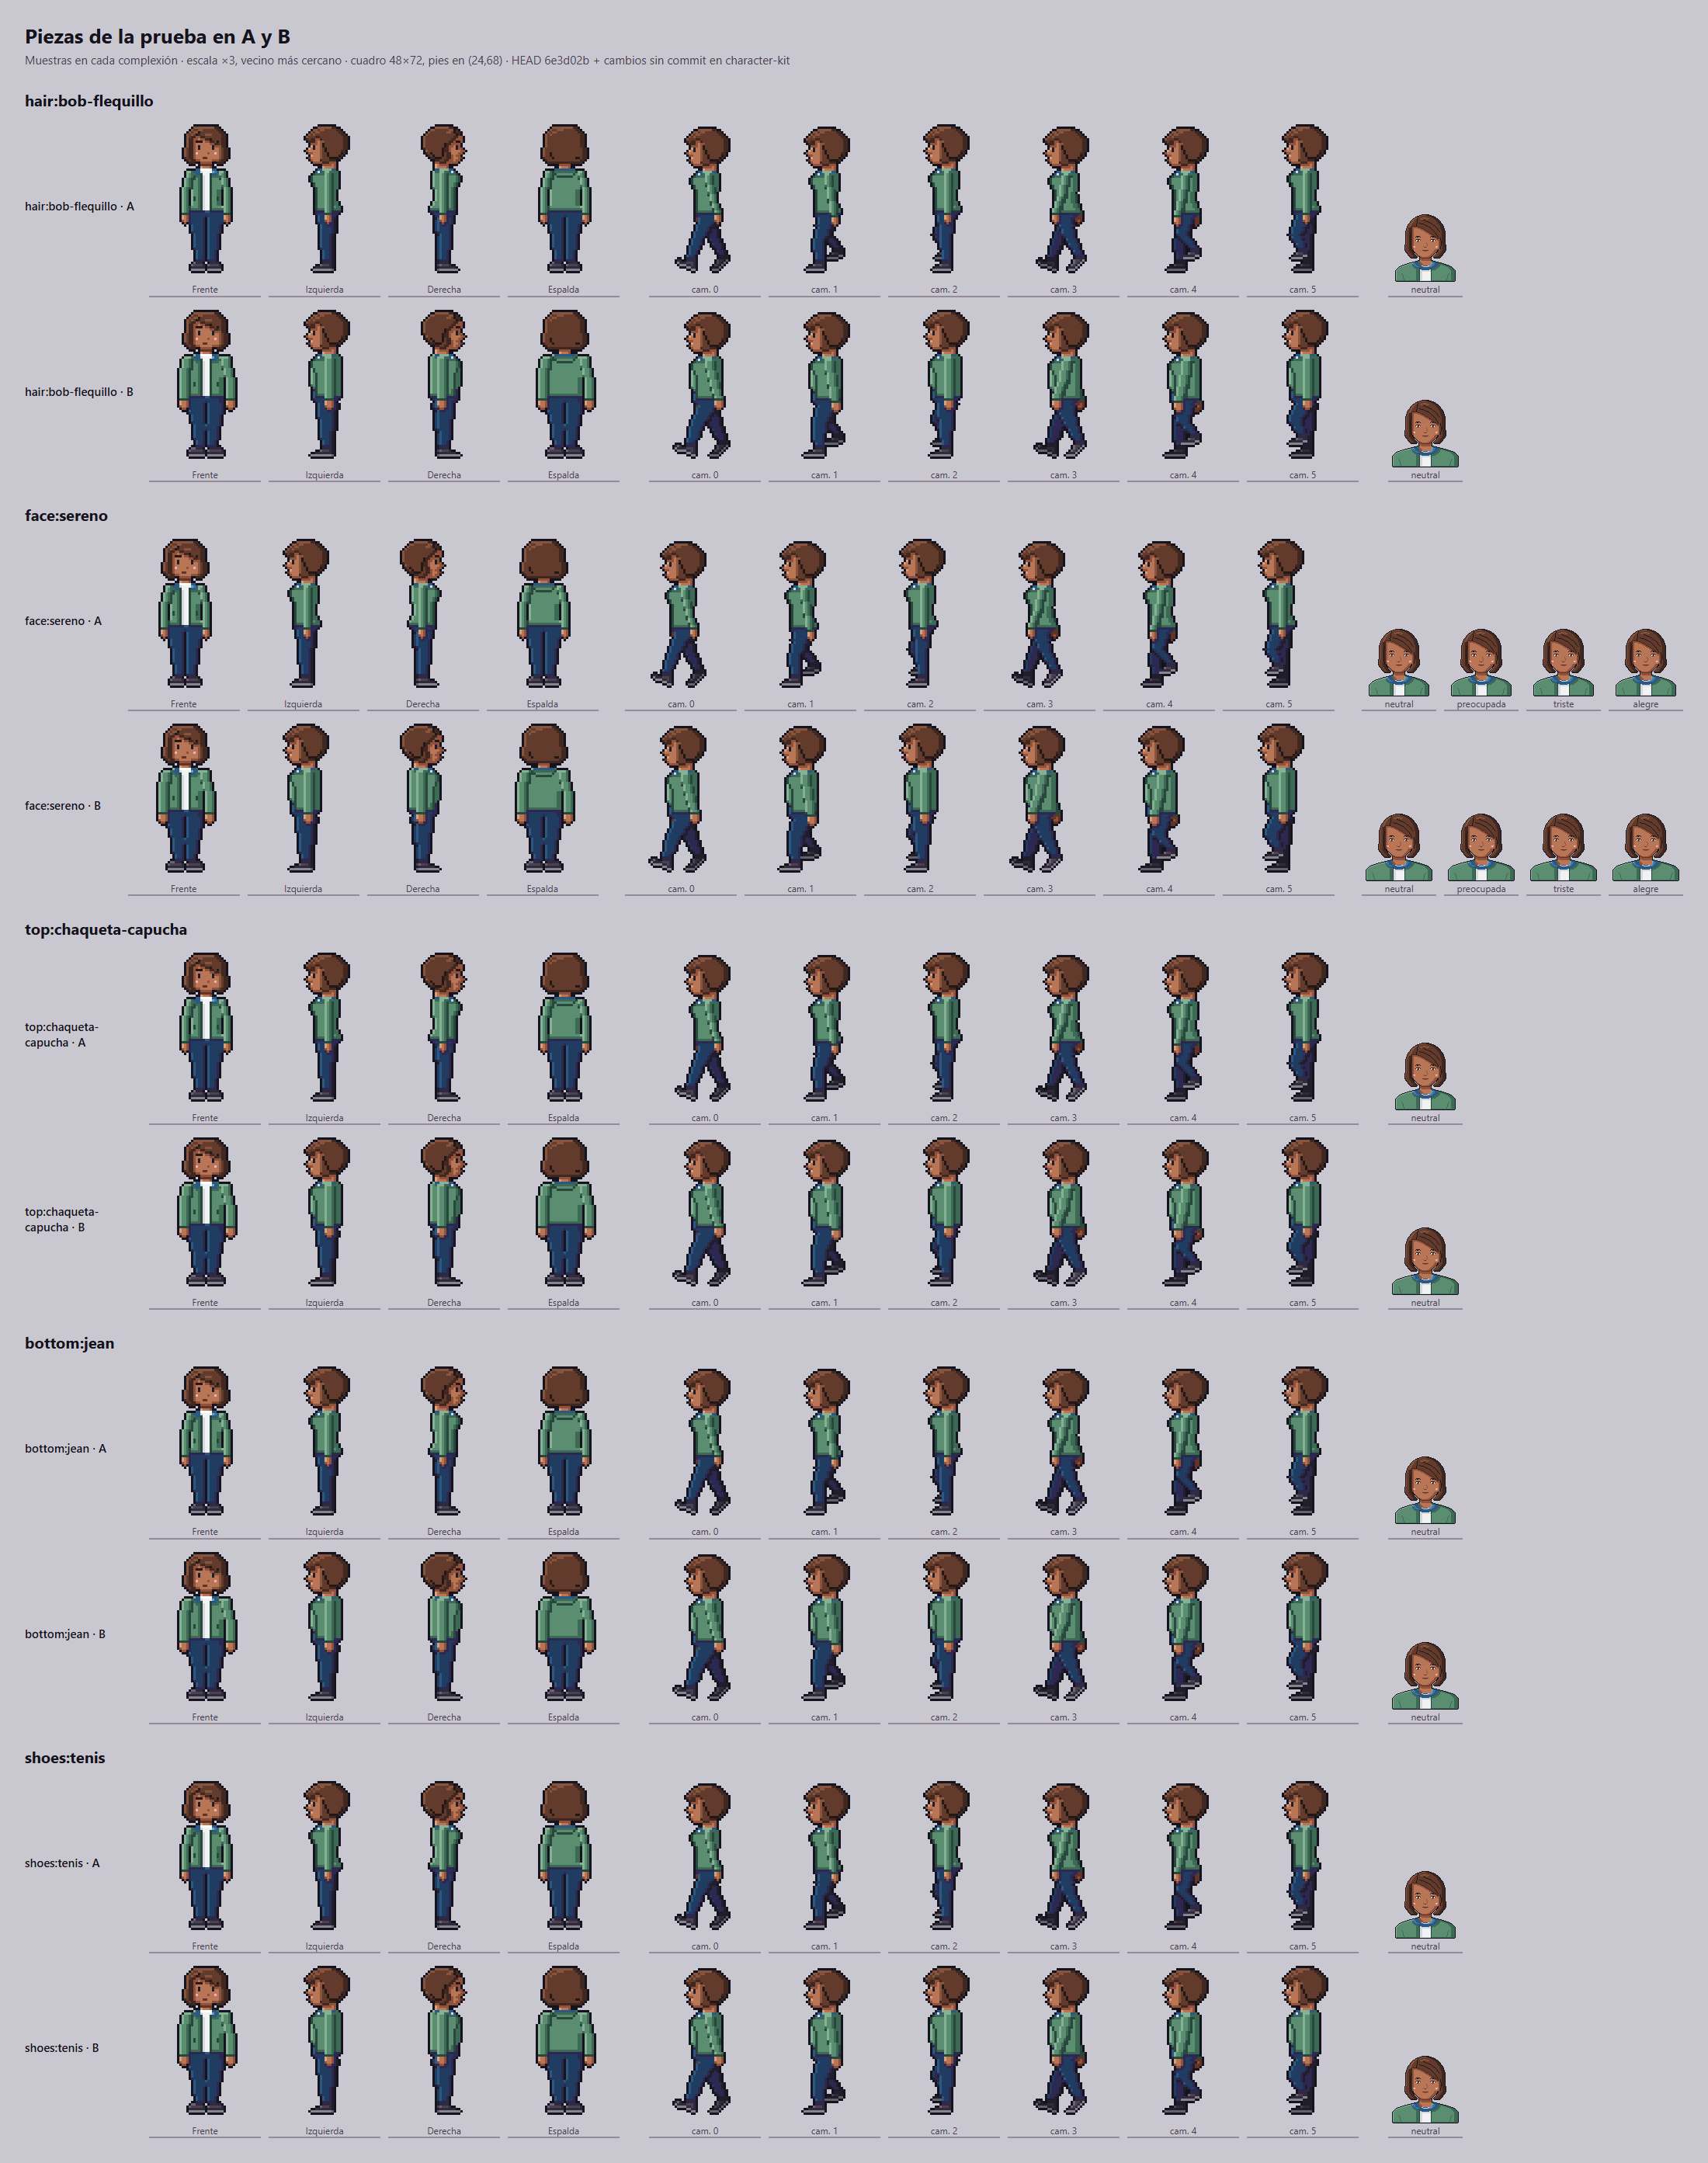 Piezas de la prueba en A y B
Muestras en cada complexión · escala ×3, vecino más cercano · cuadro 48×72, pies en (24,68) · HEAD 6e3d02b + cambios sin commit en character-kit
hair:bob-flequillo
hair:bob-flequillo · A
Frente Izquierda Derecha Espalda cam. 0 cam. 1 cam. 2 cam. 3 cam. 4 cam. 5 neutral
hair:bob-flequillo · B
Frente Izquierda Derecha Espalda cam. 0 cam. 1 cam. 2 cam. 3 cam. 4 cam. 5 neutral
face:sereno
face:sereno · A
Frente Izquierda Derecha Espalda cam. 0 cam. 1 cam. 2 cam. 3 cam. 4 cam. 5 neutral preocupada triste alegre
face:sereno · B
Frente Izquierda Derecha Espalda cam. 0 cam. 1 cam. 2 cam. 3 cam. 4 cam. 5 neutral preocupada triste alegre
top:chaqueta-capucha
top:chaqueta-
capucha · A
Frente Izquierda Derecha Espalda cam. 0 cam. 1 cam. 2 cam. 3 cam. 4 cam. 5 neutral
top:chaqueta-
capucha · B
Frente Izquierda Derecha Espalda cam. 0 cam. 1 cam. 2 cam. 3 cam. 4 cam. 5 neutral
bottom:jean
bottom:jean · A
Frente Izquierda Derecha Espalda cam. 0 cam. 1 cam. 2 cam. 3 cam. 4 cam. 5 neutral
bottom:jean · B
Frente Izquierda Derecha Espalda cam. 0 cam. 1 cam. 2 cam. 3 cam. 4 cam. 5 neutral
shoes:tenis
shoes:tenis · A
Frente Izquierda Derecha Espalda cam. 0 cam. 1 cam. 2 cam. 3 cam. 4 cam. 5 neutral
shoes:tenis · B
Frente Izquierda Derecha Espalda cam. 0 cam. 1 cam. 2 cam. 3 cam. 4 cam. 5 neutral